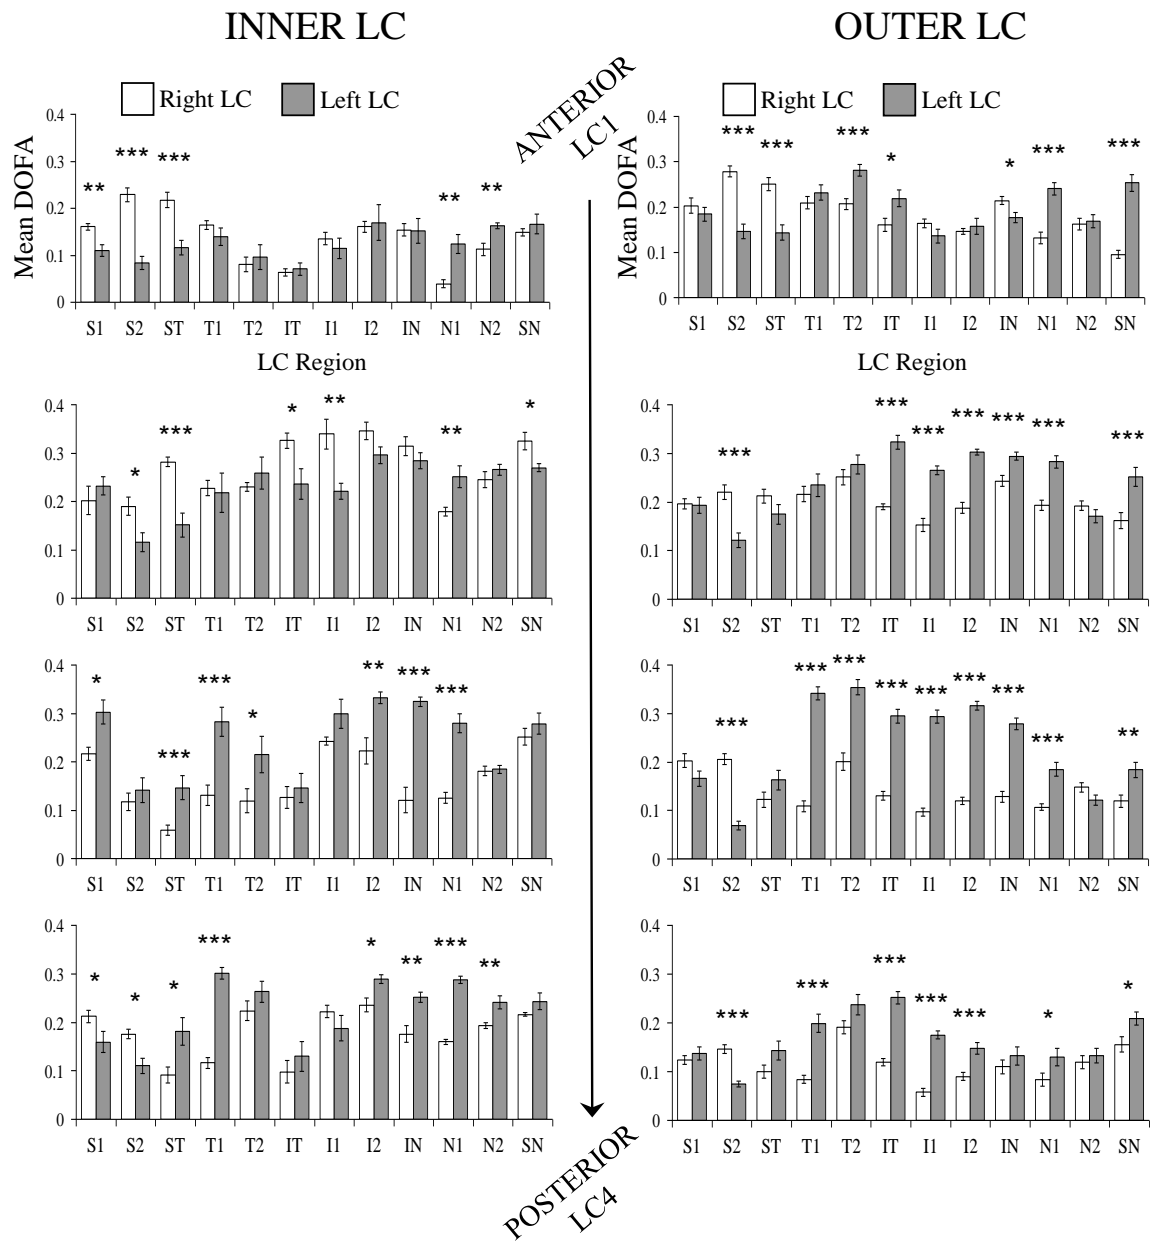 INNER LC
OUTER LC
Right LC
Left LC
ANTERIOR
LC1
Right LC
Left LC
Mean DOFA
0.4
0.3
0.2
0.1
0
** *** *** ** **
S1 S2 ST T1 T2 IT I1 I2 IN N1 N2 SN
LC Region
Mean DOFA
0.4
0.3
0.2
0.1
0
*** *** *** * * *** ***
S1 S2 ST T1 T2 IT I1 I2 IN N1 N2 SN
LC Region
0.4
0.3
0.2
0.1
0
* *** * ** ** *
S1 S2 ST T1 T2 IT I1 I2 IN N1 N2 SN
0.4
0.3
0.2
0.1
0
*** *** *** *** *** *** ***
S1 S2 ST T1 T2 IT I1 I2 IN N1 N2 SN
0.4
0.3
0.2
0.1
0
* *** *** * ** *** ***
S1 S2 ST T1 T2 IT I1 I2 IN N1 N2 SN
0.4
0.3
0.2
0.1
0
*** *** *** *** *** *** *** *** **
S1 S2 ST T1 T2 IT I1 I2 IN N1 N2 SN
0.4
0.3
0.2
0.1
0
* * * *** * ** *** **
S1 S2 ST T1 T2 IT I1 I2 IN N1 N2 SN
0.4
0.3
0.2
0.1
0
*** *** *** *** *** * *
S1 S2 ST T1 T2 IT I1 I2 IN N1 N2 SN
POSTERIOR
LC4